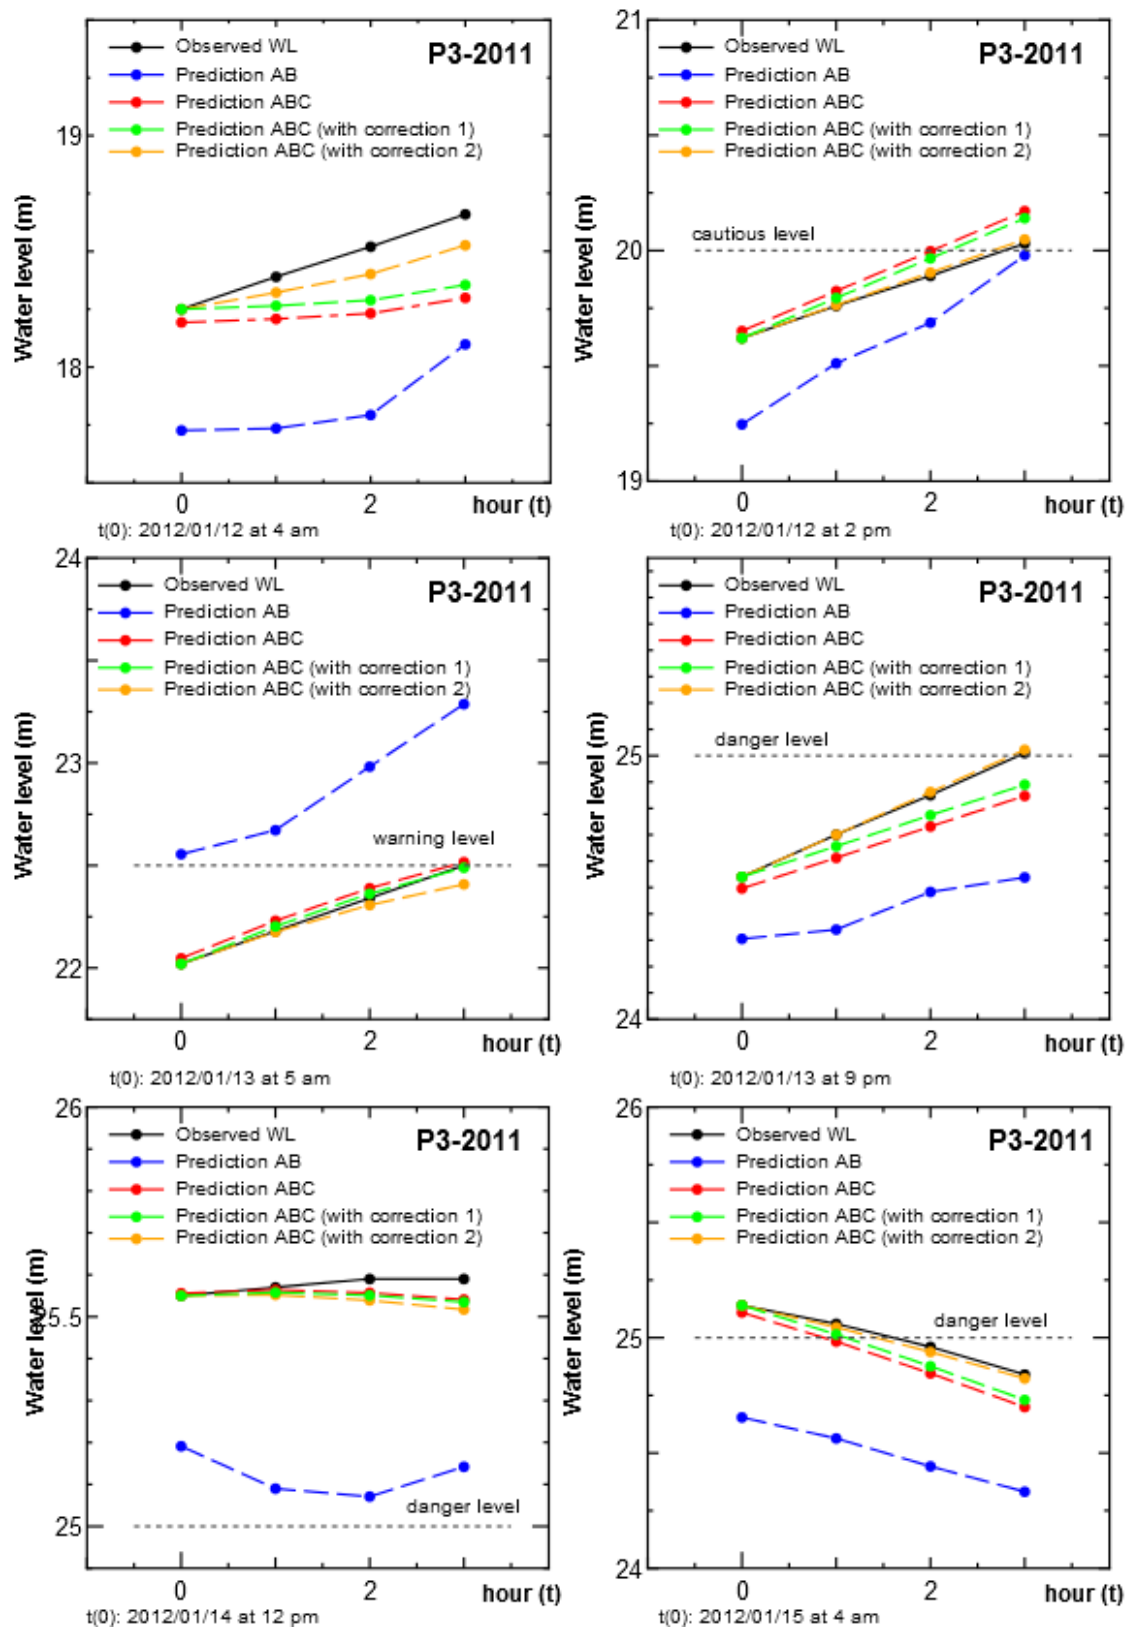 Observed WL
P3-2011
Prediction AB
Prediction ABC
Prediction ABC (with correction 1)
Prediction ABC (with correction 2)
19
18
Water level (m)
0
2
hour (t)
t(0): 2012/01/12 at 4 am
21
Observed WL
P3-2011
Prediction AB
Prediction ABC
Prediction ABC (with correction 1)
Prediction ABC (with correction 2)
20
cautious level
19
Water level (m)
0
2
hour (t)
t(0): 2012/01/12 at 2 pm
24
Observed WL
P3-2011
Prediction AB
Prediction ABC
Prediction ABC (with correction 1)
Prediction ABC (with correction 2)
23
warning level
22
Water level (m)
0
2
hour (t)
t(0): 2012/01/13 at 5 am
Observed WL
P3-2011
Prediction AB
Prediction ABC
Prediction ABC (with correction 1)
Prediction ABC (with correction 2)
danger level
25
24
Water level (m)
0
2
hour (t)
t(0): 2012/01/13 at 9 pm
26
Observed WL
P3-2011
Prediction AB
Prediction ABC
Prediction ABC (with correction 1)
Prediction ABC (with correction 2)
25.5
danger level
25
Water level (m)
0
2
hour (t)
t(0): 2012/01/14 at 12 pm
26
Observed WL
P3-2011
Prediction AB
Prediction ABC
Prediction ABC (with correction 1)
Prediction ABC (with correction 2)
danger level
25
24
Water level (m)
0
2
hour (t)
t(0): 2012/01/15 at 4 am